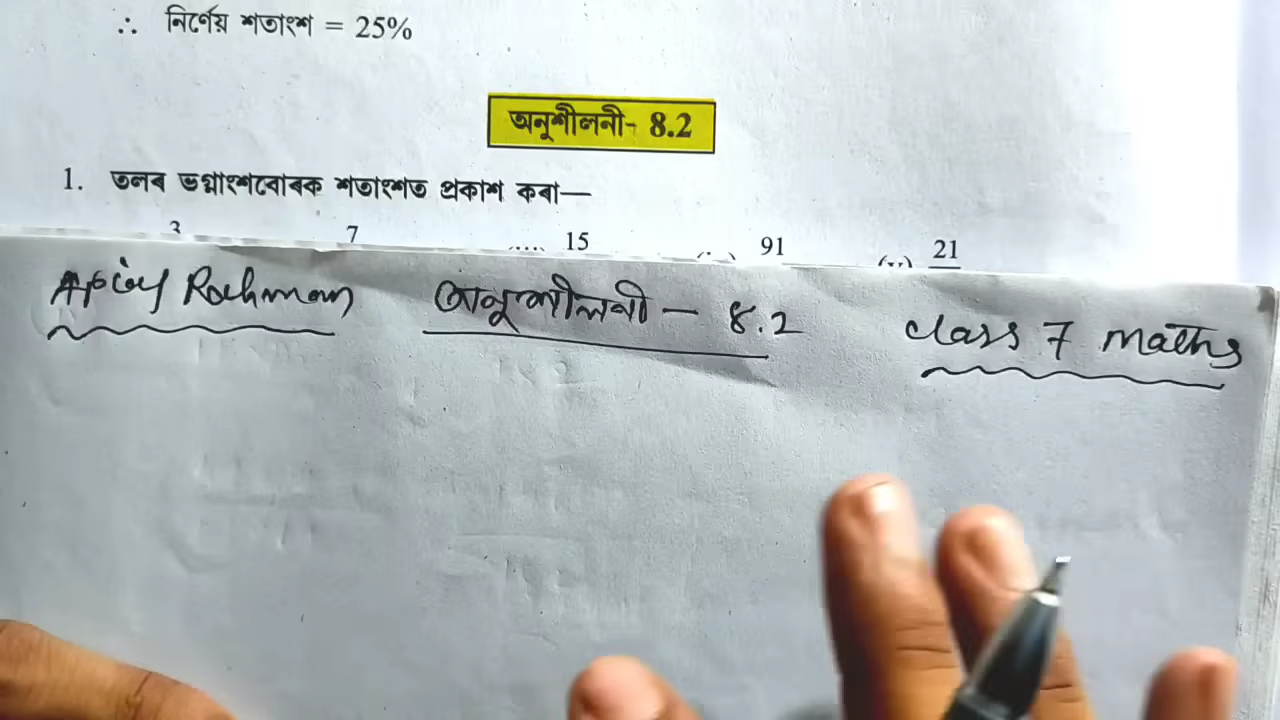 ∴ নিৰ্ণেয় শতাংশ = 25%
অনুশীলনী- 8.2
1. তলৰ ভগ্নাংশবোৰক শতাংশত প্ৰকাশ কৰা—
3 7 15 91 21
Rahman অনুশীলনী — 8.2 class 7 maths